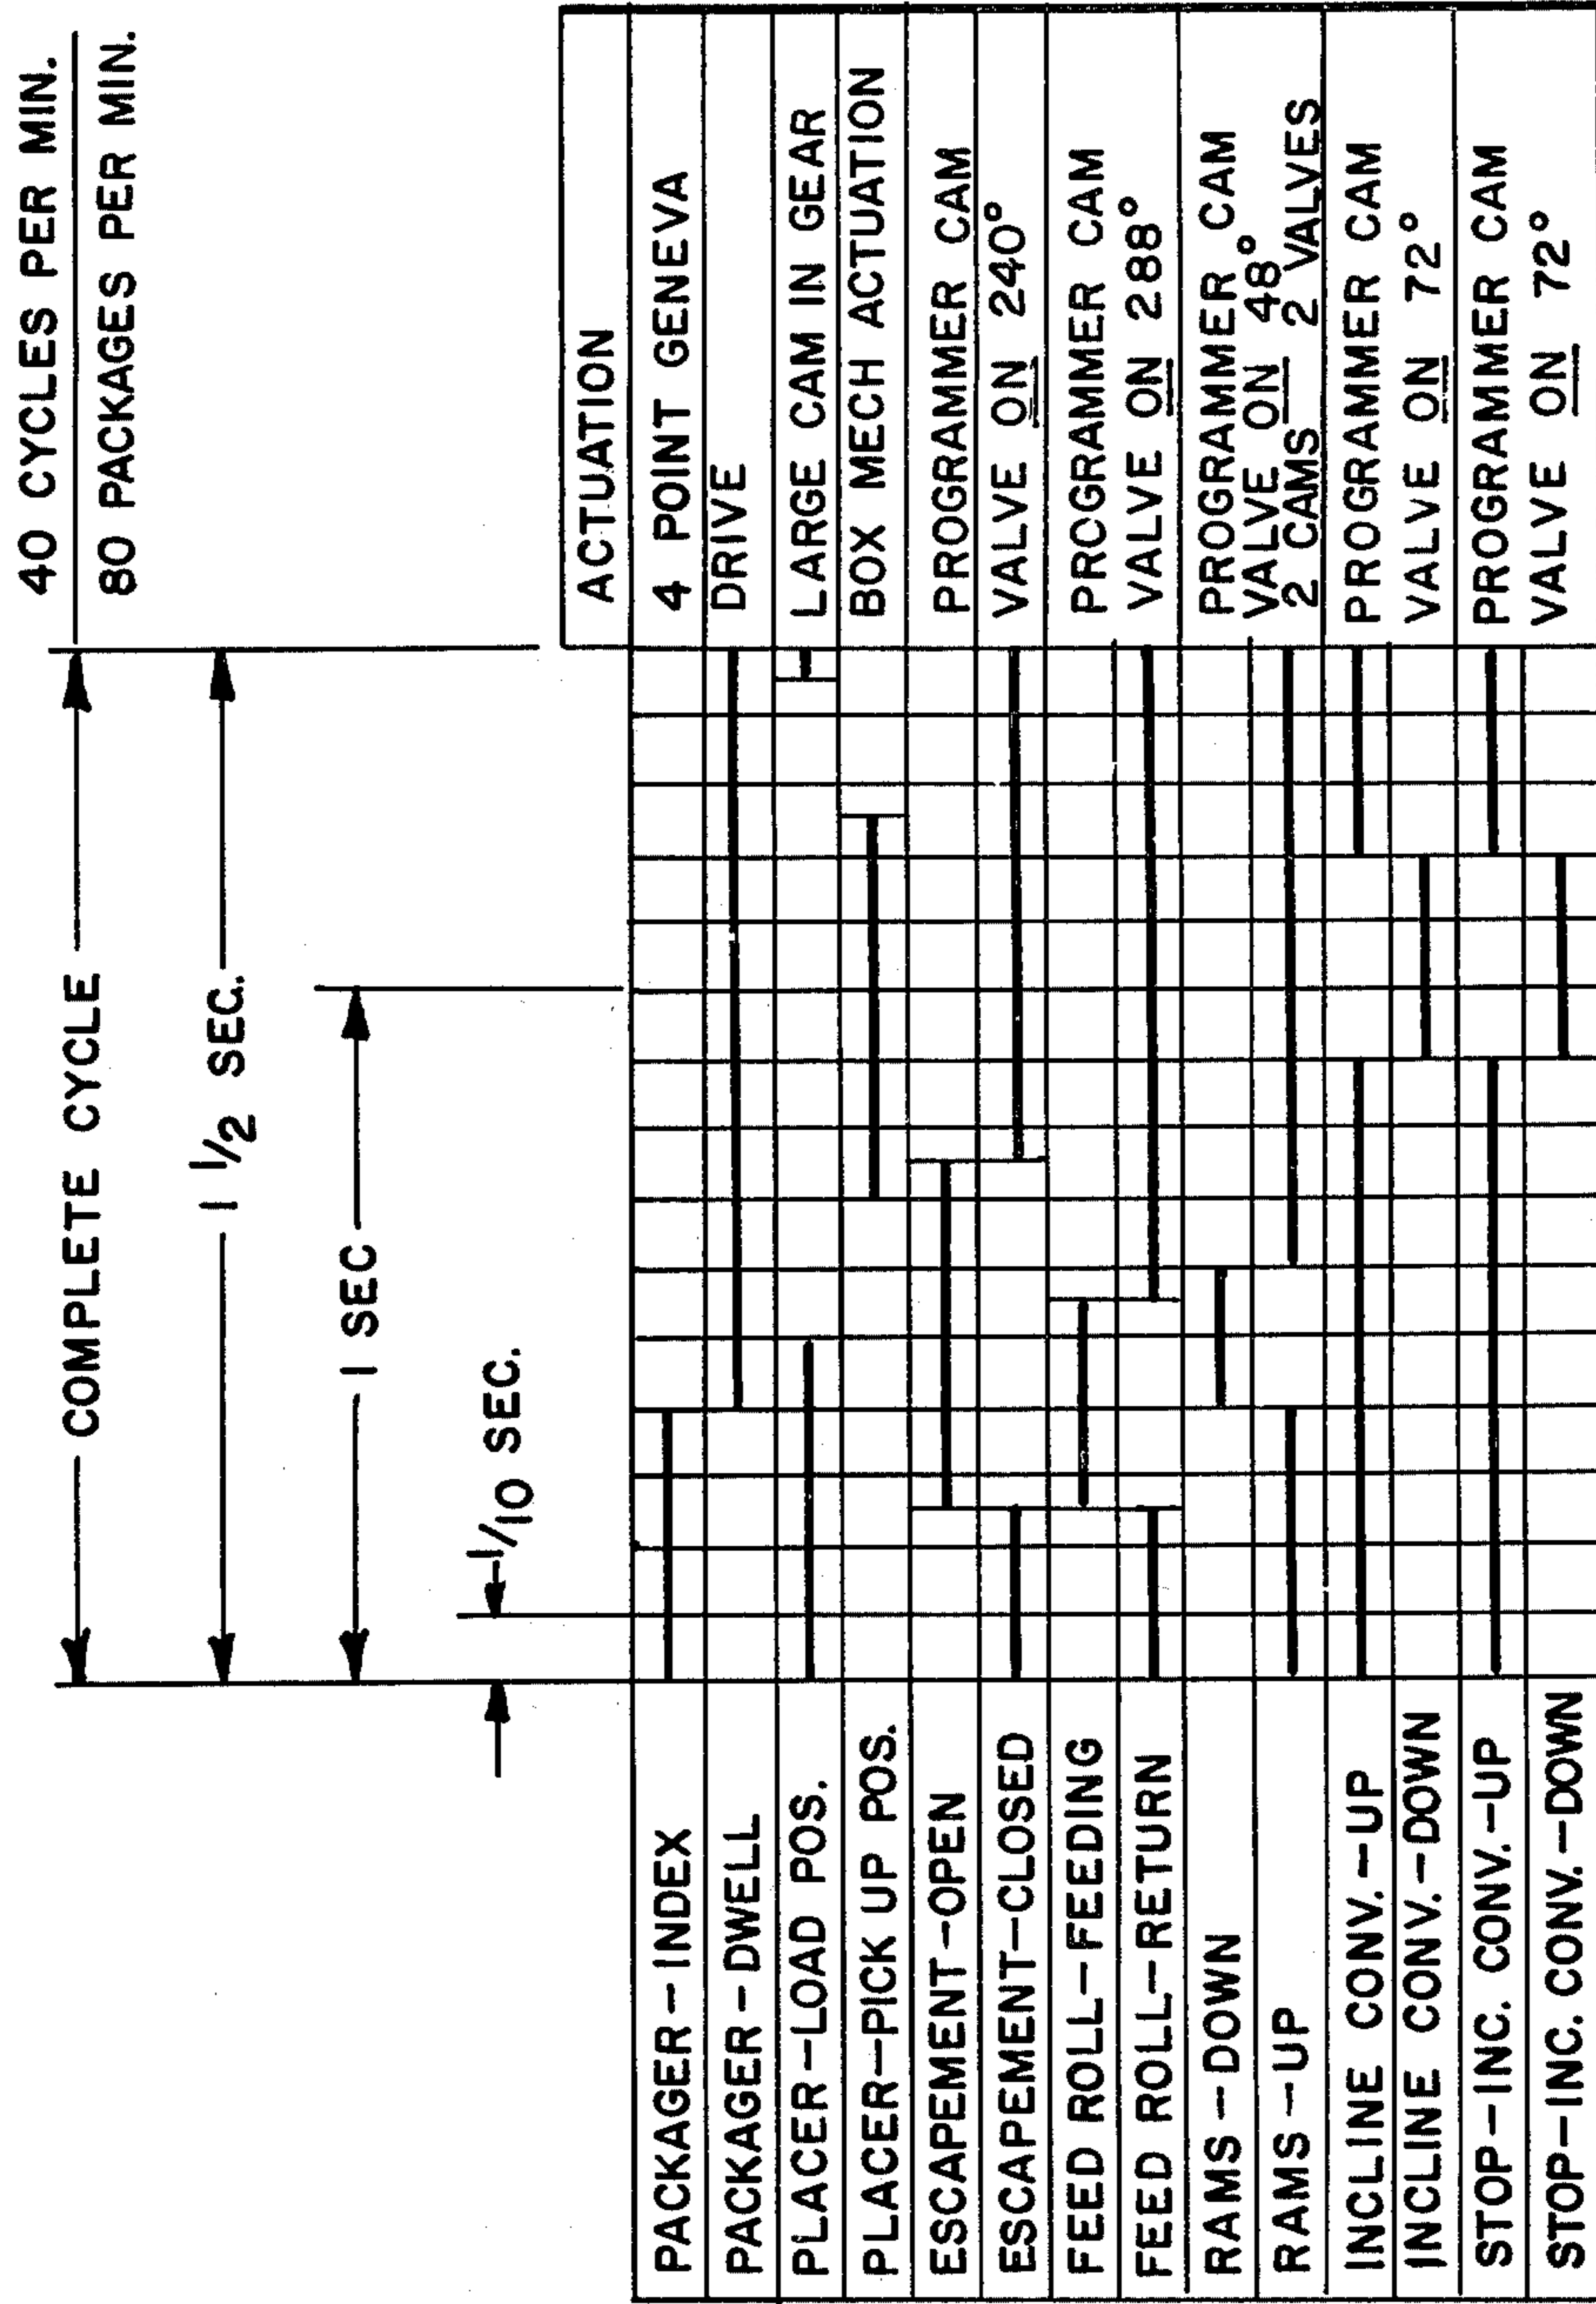 40 CYCLES PER MIN.
80 PACKAGES PER MIN.
COMPLETE CYCLE
1 1/2 SEC.
1 SEC
1/10 SEC.
ACTUATION
PACKAGER-INDEX
4 POINT GENEVA
PACKAGER-DWELL
DRIVE
PLACER-LOAD POS.
LARGE CAM IN GEAR
PLACER-PICK UP POS.
BOX MECH ACTUATION
ESCAPEMENT-OPEN
PROGRAMMER CAM
ESCAPEMENT-CLOSED
VALVE ON 240°
FEED ROLL-FEEDING
PROGRAMMER CAM
FEED ROLL-RETURN
VALVE ON 288°
RAMS-DOWN
PROGRAMMER CAM
VALVE ON 48°
RAMS-UP
2 CAMS 2 VALVES
INCLINE CONV.-UP
PROGRAMMER CAM
INCLINE CONV.-DOWN
VALVE ON 72°
STOP-INC. CONV.-UP
PROGRAMMER CAM
STOP-INC. CONV.-DOWN
VALVE ON 72°